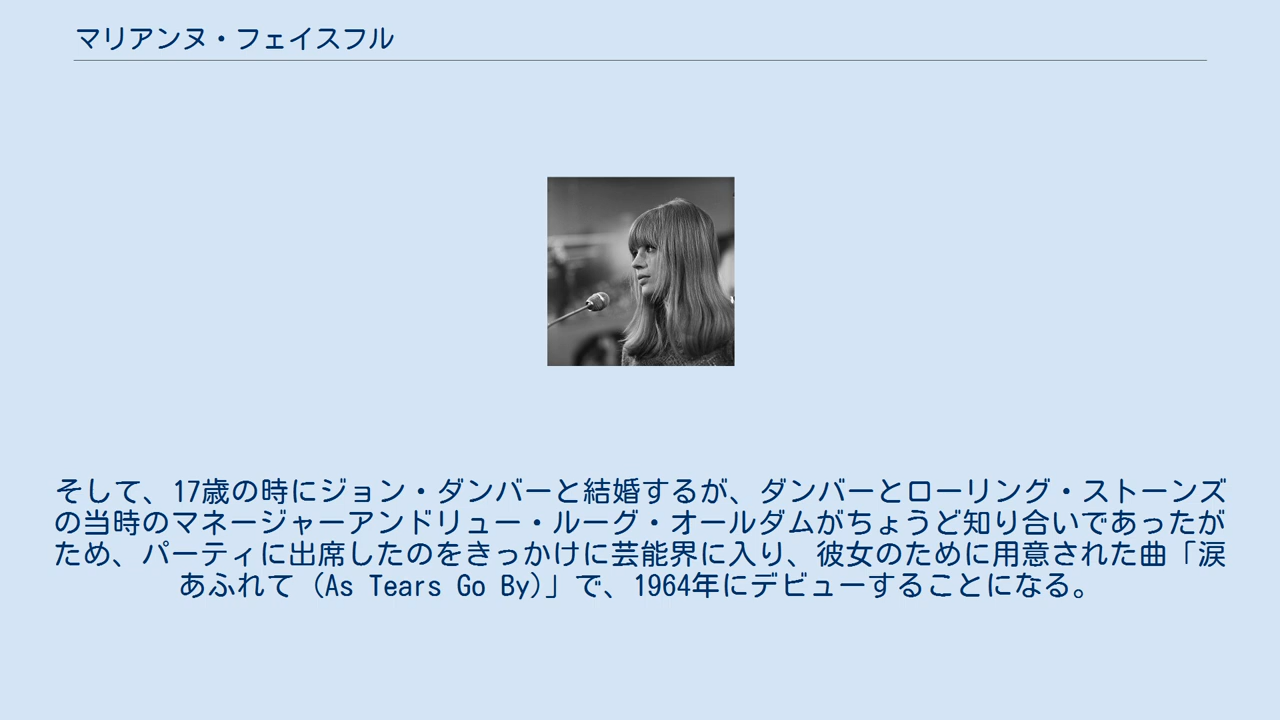 マリアンヌ・フェイスフル
そして、17歳の時にジョン・ダンバーと結婚するが、ダンバーとローリング・ストーンズ
の当時のマネージャーアンドリュー・ルーグ・オールダムがちょうど知り合いであったが
ため、パーティに出席したのをきっかけに芸能界に入り、彼女のために用意された曲「涙
あふれて (As Tears Go By)」で、1964年にデビューすることになる。